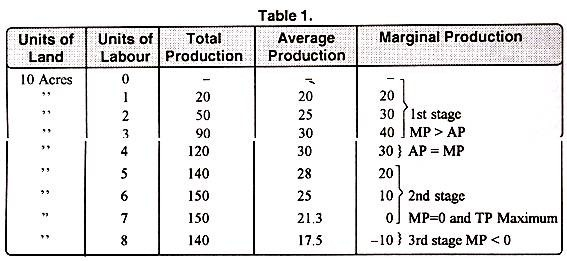 Table 1.
Units of Land Units of Labour Total Production Average Production Marginal Production
10 Acres 0 – – –
,, 1 20 20 20
,, 2 50 25 30 1st stage
,, 3 90 30 40 MP > AP
,, 4 120 30 30 } AP = MP
,, 5 140 28 20
,, 6 150 25 10 2nd stage
,, 7 150 21.3 0 MP=0 and TP Maximum
,, 8 140 17.5 –10 } 3rd stage MP < 0